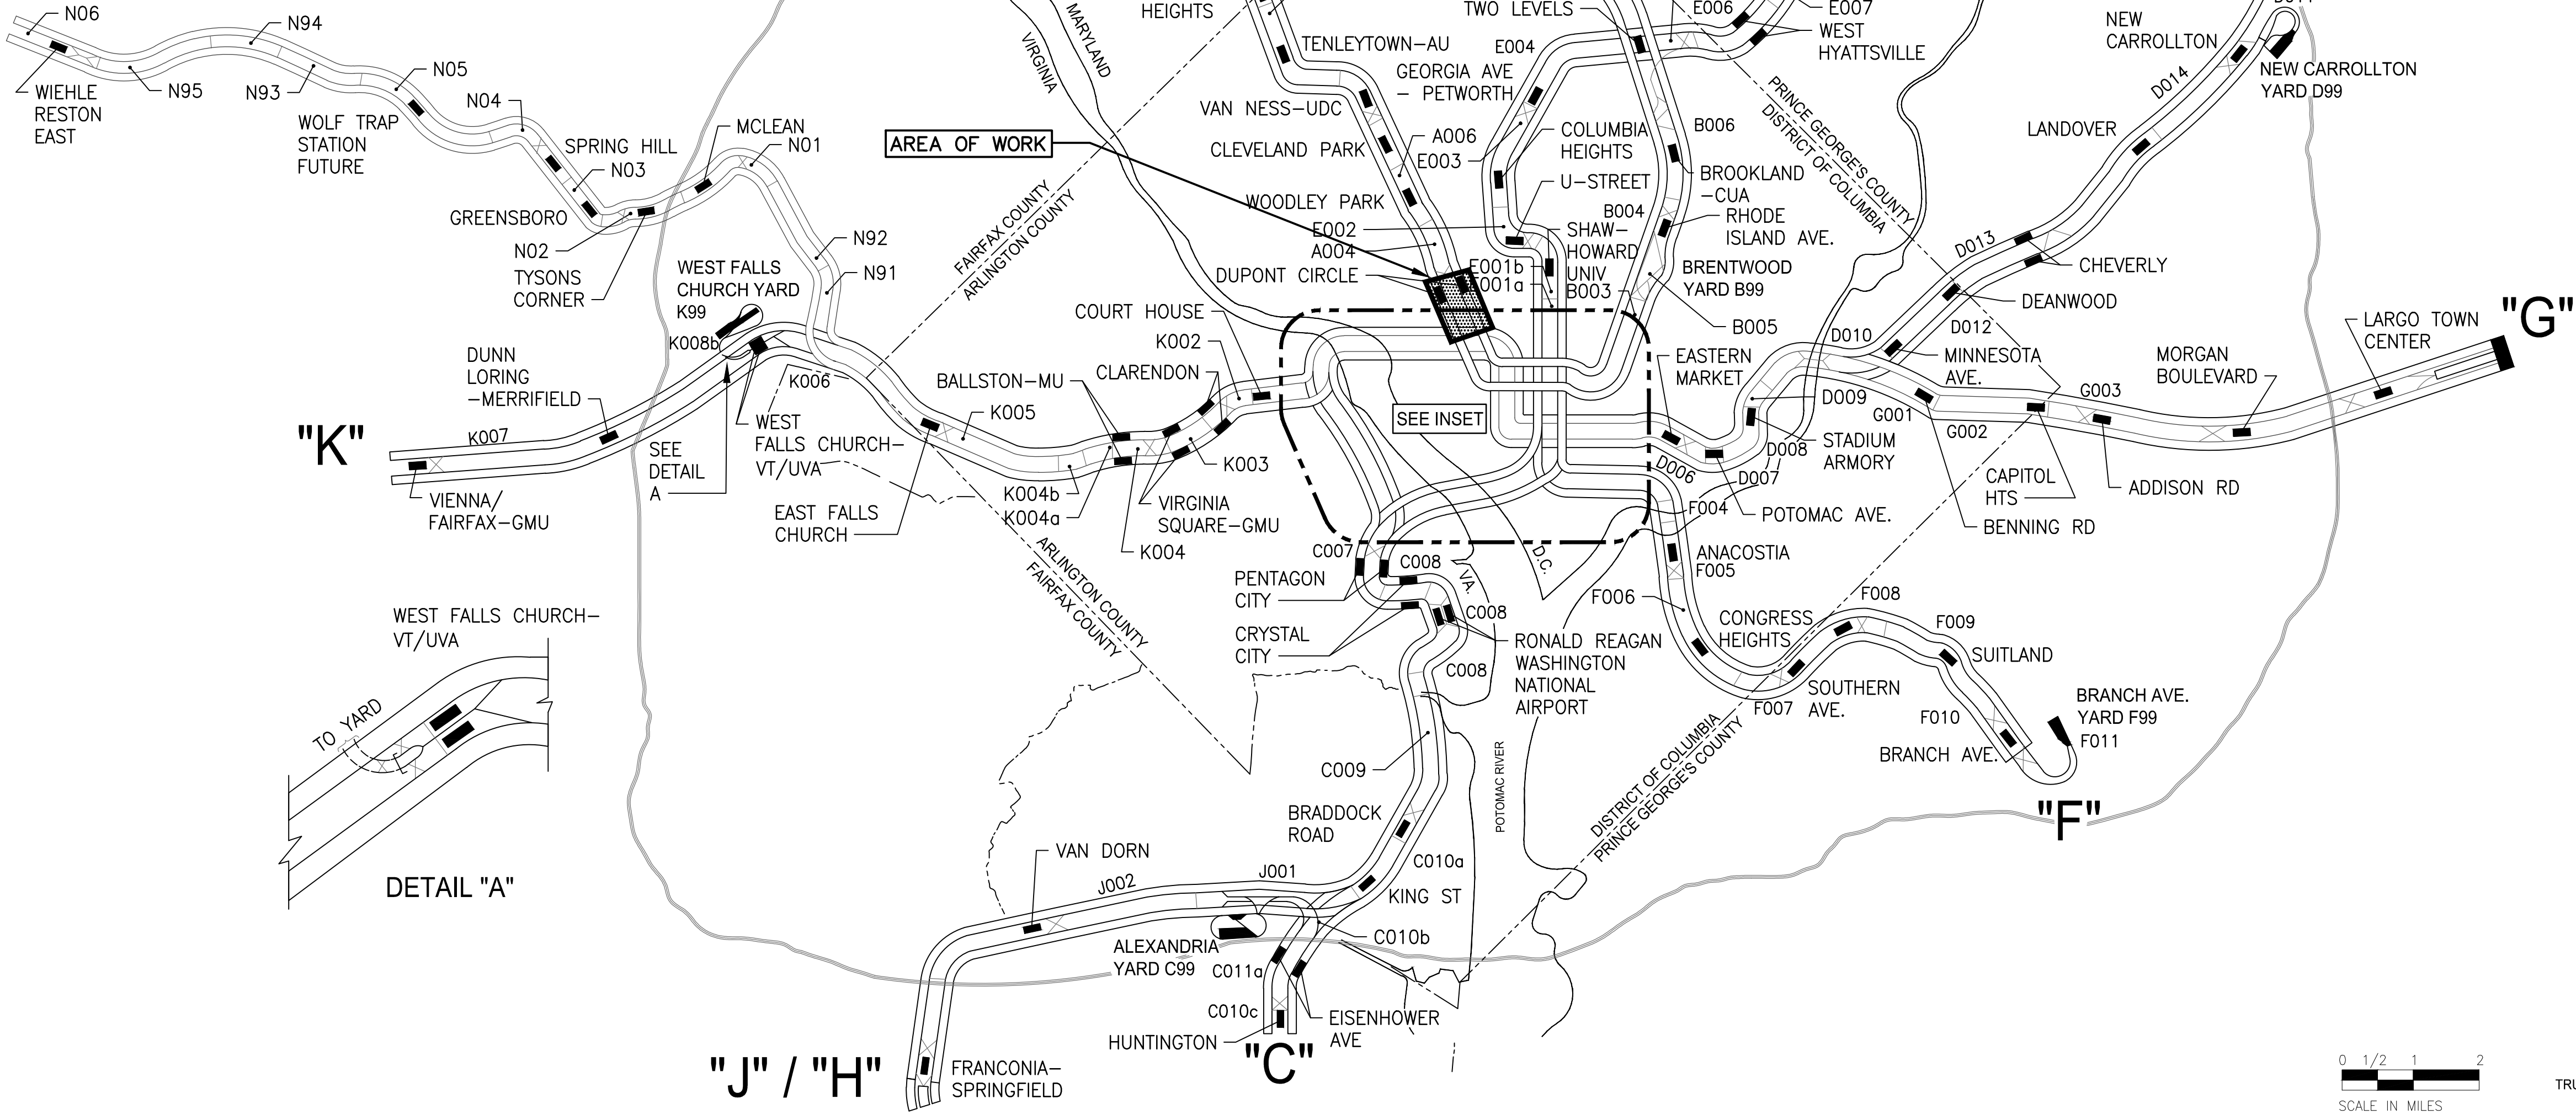 N06
N94
N95
N93
N05
N04
WIEHLE
RESTON
EAST
WOLF TRAP
STATION
FUTURE
SPRING HILL
N03
MCLEAN
N01
GREENSBORO
N02
TYSONS
CORNER
N92
N91
WEST FALLS
CHURCH YARD
K99
K008b
DUNN
LORING
-MERRIFIELD
"K"
K007
VIENNA/
FAIRFAX-GMU
SEE
DETAIL
A
K006
WEST
FALLS CHURCH-
VT/UVA
EAST FALLS
CHURCH
BALLSTON-MU
K005
K004b
K004a
K004
CLARENDON
K003
VIRGINIA
SQUARE-GMU
COURT HOUSE
K002
FAIRFAX COUNTY
ARLINGTON COUNTY
ARLINGTON COUNTY
FAIRFAX COUNTY
MARYLAND
VIRGINIA
AREA OF WORK
HEIGHTS
TENLEYTOWN-AU
VAN NESS-UDC
CLEVELAND PARK
WOODLEY PARK
A006
E002
A004
DUPONT CIRCLE
TWO LEVELS
E004
GEORGIA AVE
- PETWORTH
E003
COLUMBIA
HEIGHTS
U-STREET
SHAW-
HOWARD
UNIV
E001b
E001a
B003
E006
E007
WEST
HYATTSVILLE
B006
BROOKLAND
-CUA
B004
RHODE
ISLAND AVE.
BRENTWOOD
YARD B99
B005
PRINCE GEORGE'S COUNTY
DISTRICT OF COLUMBIA
NEW
CARROLLTON
NEW CARROLLTON
YARD D99
D014
LANDOVER
D013
CHEVERLY
DEANWOOD
D012
D010
MINNESOTA
AVE.
EASTERN
MARKET
SEE INSET
D009
STADIUM
ARMORY
D008
D007
D006
POTOMAC AVE.
G001
G002
G003
CAPITOL
HTS
BENNING RD
ADDISON RD
MORGAN
BOULEVARD
LARGO TOWN
CENTER
"G"
F004
ANACOSTIA
F005
F006
CONGRESS
HEIGHTS
F007
SOUTHERN
AVE.
F008
F009
SUITLAND
F010
BRANCH AVE.
BRANCH AVE.
YARD F99
F011
"F"
DISTRICT OF COLUMBIA
PRINCE GEORGE'S COUNTY
D.C.
VA.
C007
C008
C008
C008
PENTAGON
CITY
CRYSTAL
CITY
RONALD REAGAN
WASHINGTON
NATIONAL
AIRPORT
POTOMAC RIVER
C009
BRADDOCK
ROAD
C010a
KING ST
C010b
J001
J002
VAN DORN
ALEXANDRIA
YARD C99
C011a
C010c
HUNTINGTON
EISENHOWER
AVE
"C"
"J" / "H"
FRANCONIA-
SPRINGFIELD
WEST FALLS CHURCH-
VT/UVA
TO YARD
DETAIL "A"
0 1/2 1 2
SCALE IN MILES